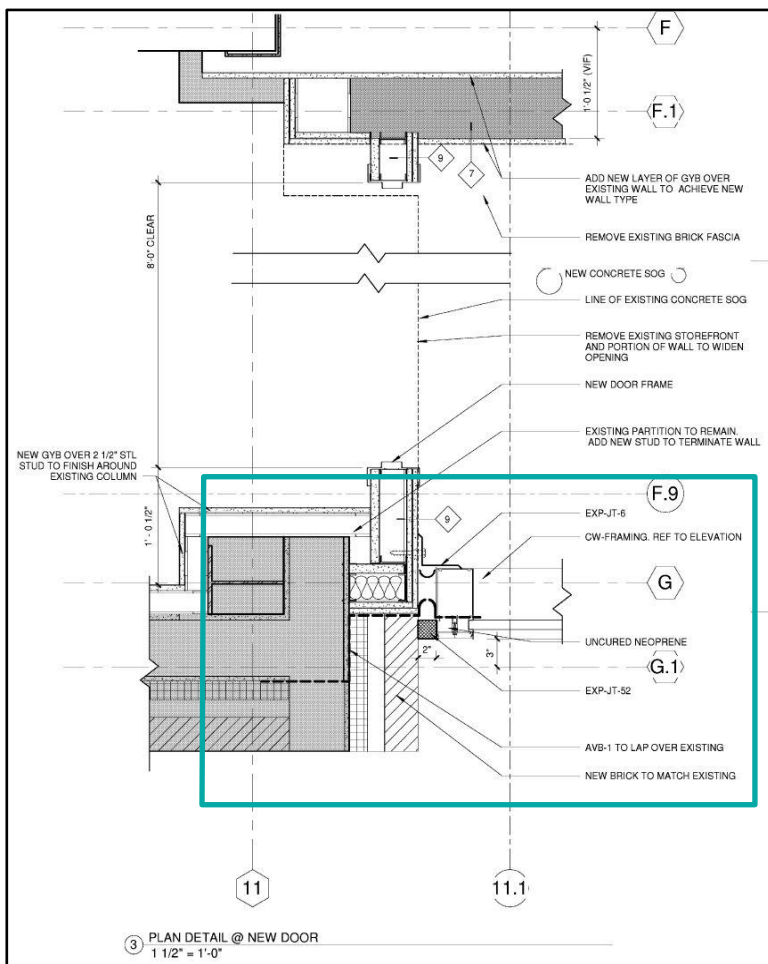 F
1'-0 1/2" (VIF)
F.1
9
7
ADD NEW LAYER OF GYB OVER
EXISTING WALL TO ACHIEVE NEW
WALL TYPE
REMOVE EXISTING BRICK FASCIA
8'-0" CLEAR
NEW CONCRETE SOG
LINE OF EXISTING CONCRETE SOG
REMOVE EXISTING STOREFRONT
AND PORTION OF WALL TO WIDEN
OPENING
NEW DOOR FRAME
EXISTING PARTITION TO REMAIN.
ADD NEW STUD TO TERMINATE WALL
NEW GYB OVER 2 1/2" STL
STUD TO FINISH AROUND
EXISTING COLUMN
F.9
1' - 0 1/2"
9
EXP-JT-6
CW-FRAMING. REF TO ELEVATION
G
UNCURED NEOPRENE
2"
3"
G.1
EXP-JT-52
AVB-1 TO LAP OVER EXISTING
NEW BRICK TO MATCH EXISTING
11
11.1
3
PLAN DETAIL @ NEW DOOR
1 1/2" = 1'-0"